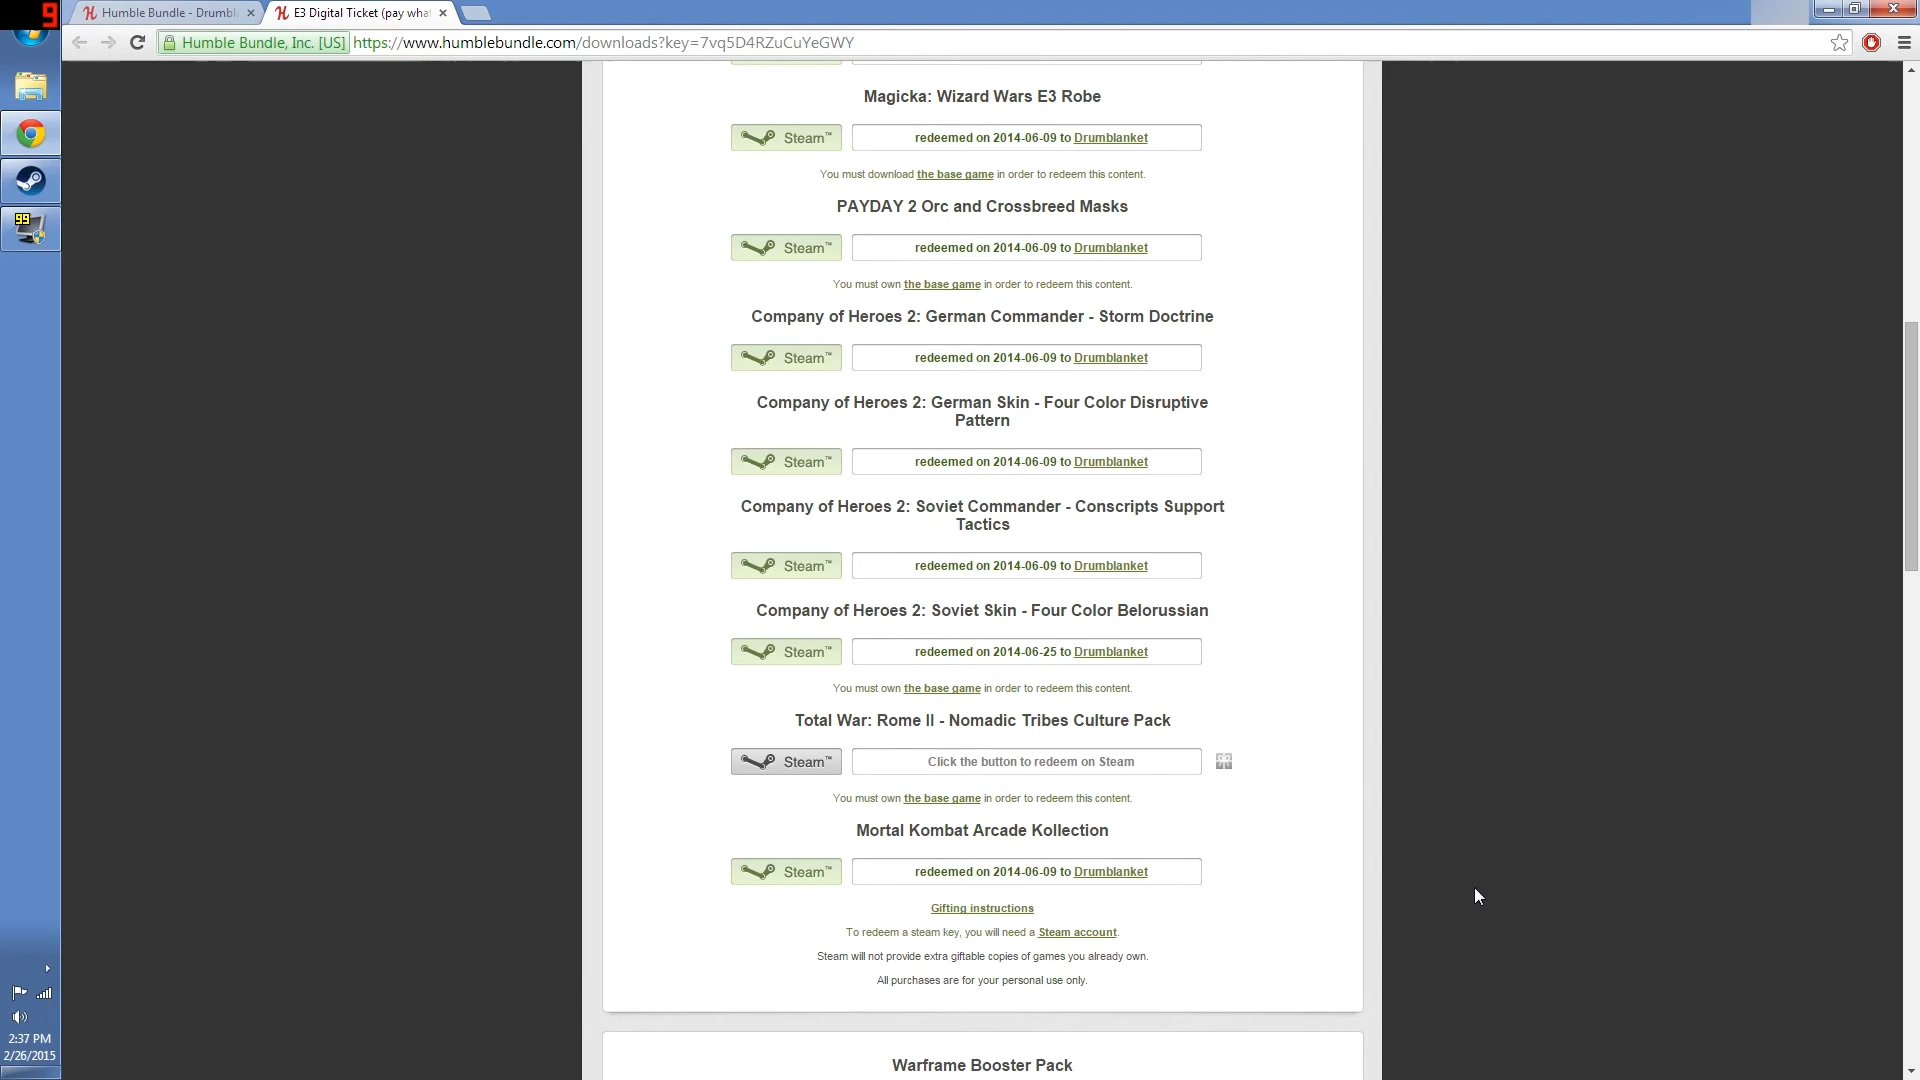 9
Humble Bundle - Drumbl
E3 Digital Ticket (pay what
Humble Bundle, Inc. [US]
https://www.humblebundle.com/downloads?key=7vq5D4RZuCuYeGWY
99
Magicka: Wizard Wars E3 Robe
Steam™
redeemed on 2014-06-09 to Drumblanket
You must download the base game in order to redeem this content.
PAYDAY 2 Orc and Crossbreed Masks
Steam™
redeemed on 2014-06-09 to Drumblanket
You must own the base game in order to redeem this content.
Company of Heroes 2: German Commander - Storm Doctrine
Steam™
redeemed on 2014-06-09 to Drumblanket
Company of Heroes 2: German Skin - Four Color Disruptive
Pattern
Steam™
redeemed on 2014-06-09 to Drumblanket
Company of Heroes 2: Soviet Commander - Conscripts Support
Tactics
Steam™
redeemed on 2014-06-09 to Drumblanket
Company of Heroes 2: Soviet Skin - Four Color Belorussian
Steam™
redeemed on 2014-06-25 to Drumblanket
You must own the base game in order to redeem this content.
Total War: Rome II - Nomadic Tribes Culture Pack
Steam™
Click the button to redeem on Steam
You must own the base game in order to redeem this content.
Mortal Kombat Arcade Kollection
Steam™
redeemed on 2014-06-09 to Drumblanket
Gifting instructions
To redeem a steam key, you will need a Steam account.
Steam will not provide extra giftable copies of games you already own.
All purchases are for your personal use only.
Warframe Booster Pack
2:37 PM
2/26/2015